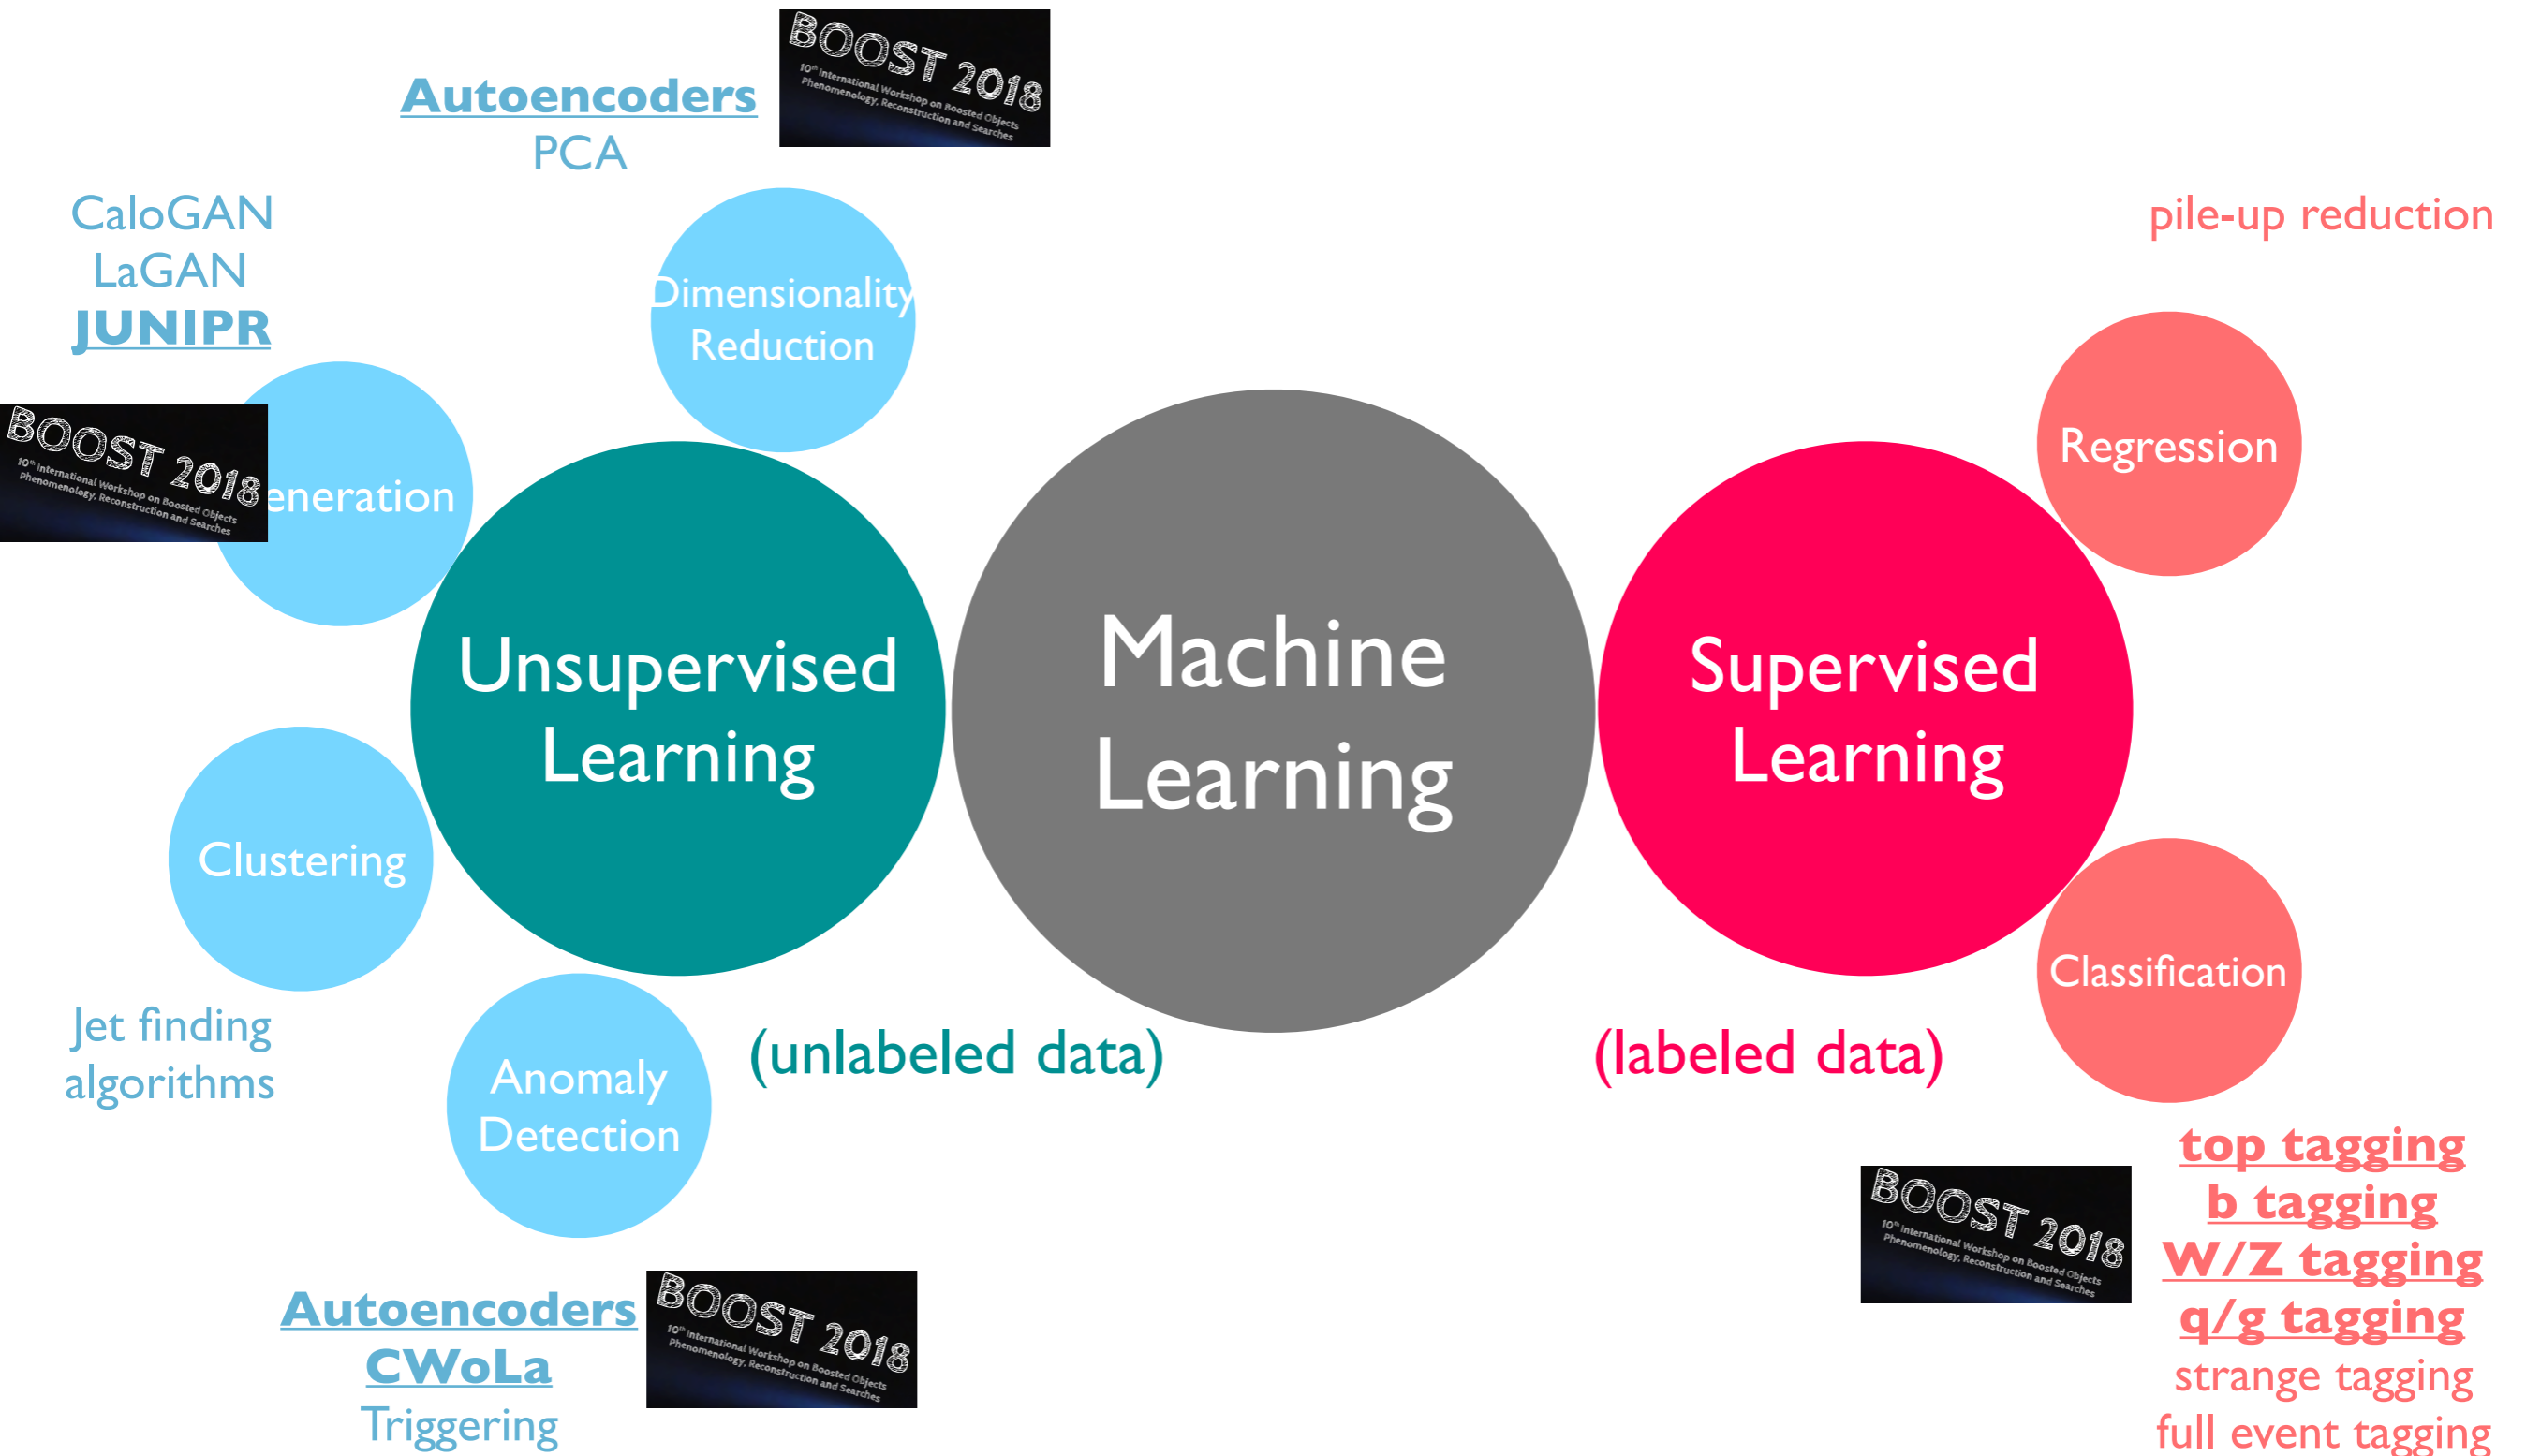 BOOST 2018
10th International Workshop on Boosted Objects
Phenomenology, Reconstruction and Searches
Autoencoders
PCA
CaloGAN
LaGAN
JUNIPR
pile-up reduction
Dimensionality
Reduction
Regression
BOOST 2018
10th International Workshop on Boosted Objects
Phenomenology, Reconstruction and Searches
eneration
Unsupervised
Learning
Machine
Learning
Supervised
Learning
Clustering
Classification
Jet finding
algorithms
Anomaly
Detection
(unlabeled data)
(labeled data)
BOOST 2018
10th International Workshop on Boosted Objects
Phenomenology, Reconstruction and Searches
top tagging
b tagging
W/Z tagging
q/g tagging
strange tagging
full event tagging
Autoencoders
CWoLa
Triggering
BOOST 2018
10th International Workshop on Boosted Objects
Phenomenology, Reconstruction and Searches